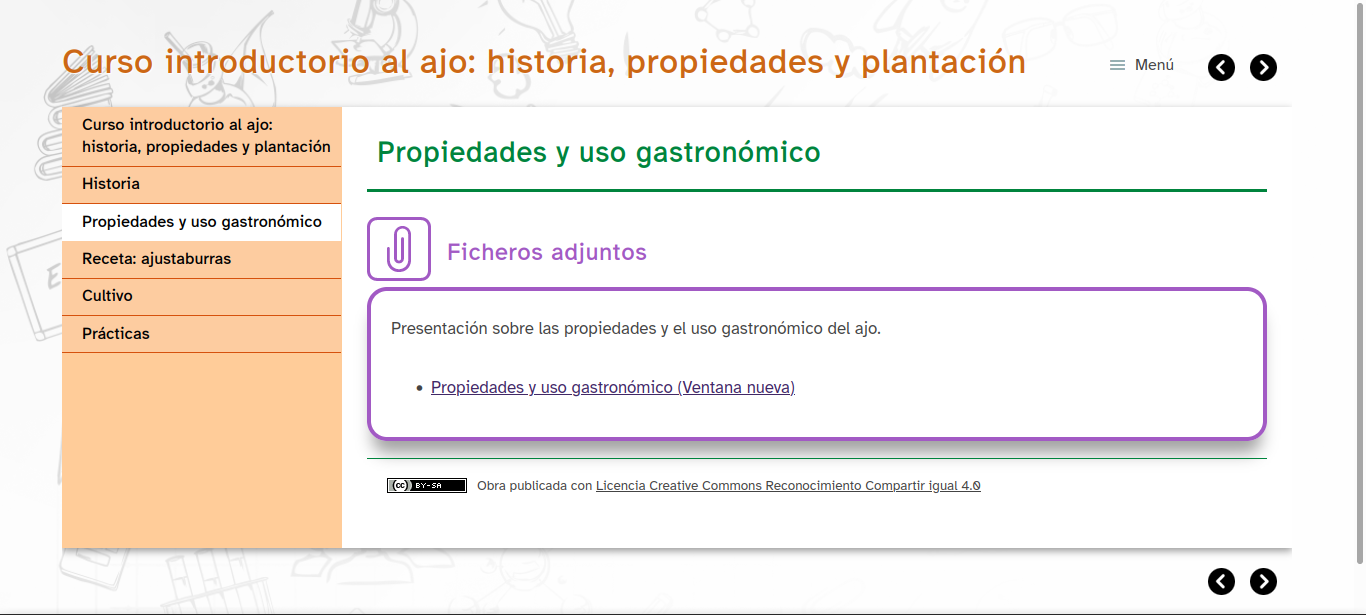 Curso introductorio al ajo: historia, propiedades y plantación
Menú
Curso introductorio al ajo:
historia, propiedades y plantación
Historia
Propiedades y uso gastronómico
Receta: ajustaburras
Cultivo
Prácticas
Propiedades y uso gastronómico
Ficheros adjuntos
Presentación sobre las propiedades y el uso gastronómico del ajo.
• Propiedades y uso gastronómico (Ventana nueva)
(cc) BY-SA Obra publicada con Licencia Creative Commons Reconocimiento Compartir igual 4.0